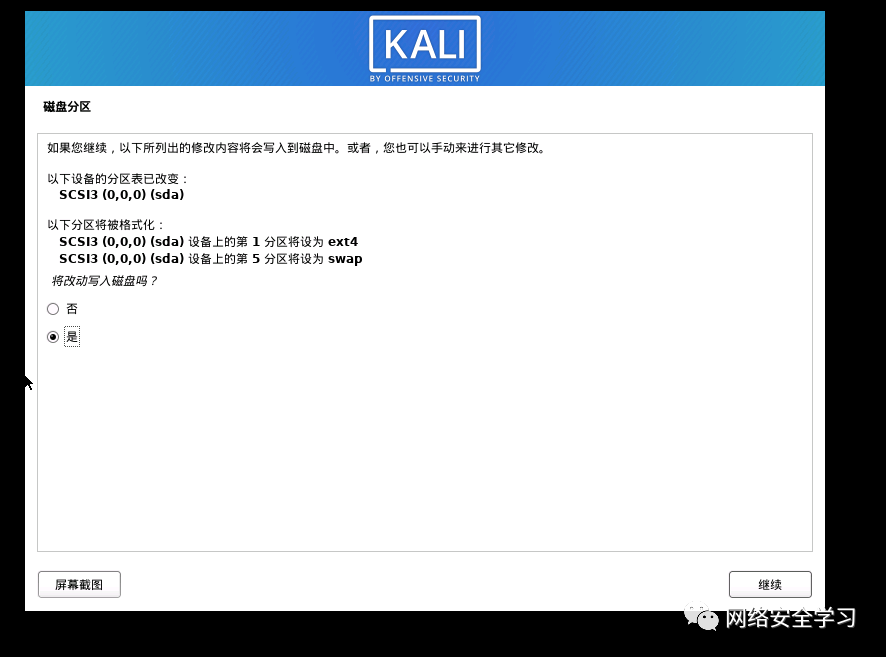 KALI
BY OFFENSIVE SECURITY
磁盘分区
如果您继续，以下所列出的修改内容将会写入到磁盘中。或者，您也可以手动来进行其它修改。
以下设备的分区表已改变：
SCSI3 (0,0,0) (sda)
以下分区将被格式化：
SCSI3 (0,0,0) (sda) 设备上的第 1 分区将设为 ext4
SCSI3 (0,0,0) (sda) 设备上的第 5 分区将设为 swap
将改动写入磁盘吗？
否
是
屏幕截图
继续
网络安全学习